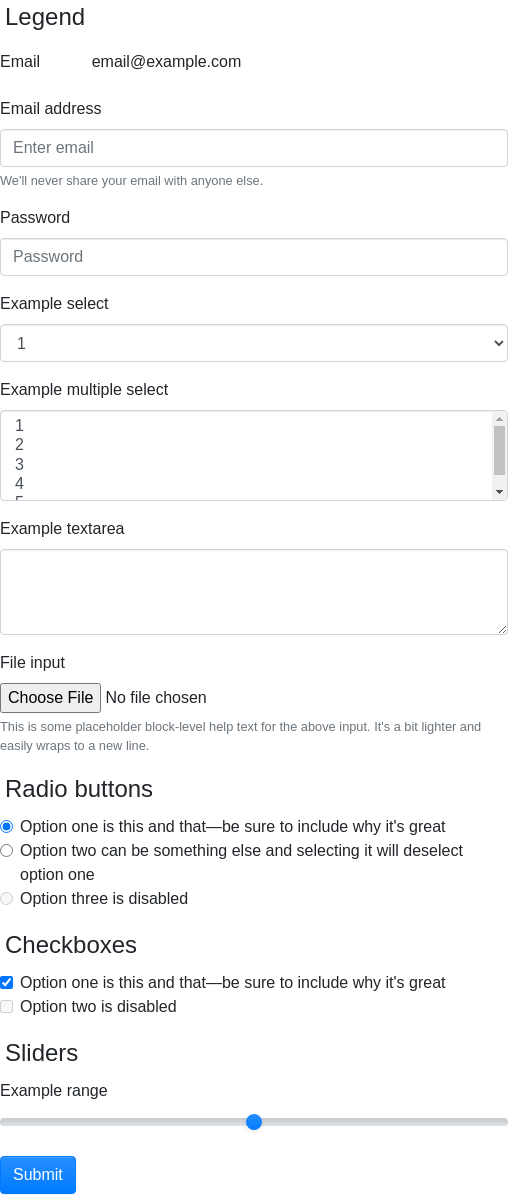 Legend
Email email@example.com
Email address
Enter email
We'll never share your email with anyone else.
Password
Password
Example select
1
Example multiple select
1
2
3
4
Example textarea
File input
Choose File No file chosen
This is some placeholder block-level help text for the above input. It's a bit lighter and
easily wraps to a new line.
Radio buttons
Option one is this and that—be sure to include why it's great
Option two can be something else and selecting it will deselect
option one
Option three is disabled
Checkboxes
Option one is this and that—be sure to include why it's great
Option two is disabled
Sliders
Example range
Submit